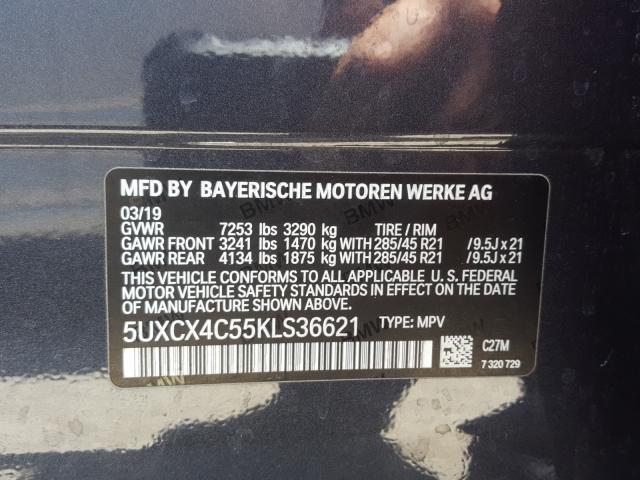 MFD BY BAYERISCHE MOTOREN WERKE AG
03/19
GVWR 7253 lbs 3290 kg TIRE / RIM
GAWR FRONT 3241 lbs 1470 kg WITH 285/45 R21 /9.5J x 21
GAWR REAR 4134 lbs 1875 kg WITH 285/45 R21 /9.5J x 21
THIS VEHICLE CONFORMS TO ALL APPLICABLE U. S. FEDERAL
MOTOR VEHICLE SAFETY STANDARDS IN EFFECT ON THE DATE
OF MANUFACTURE SHOWN ABOVE.
5UXCX4C55KLS36621 TYPE: MPV
C27M
7 320 729